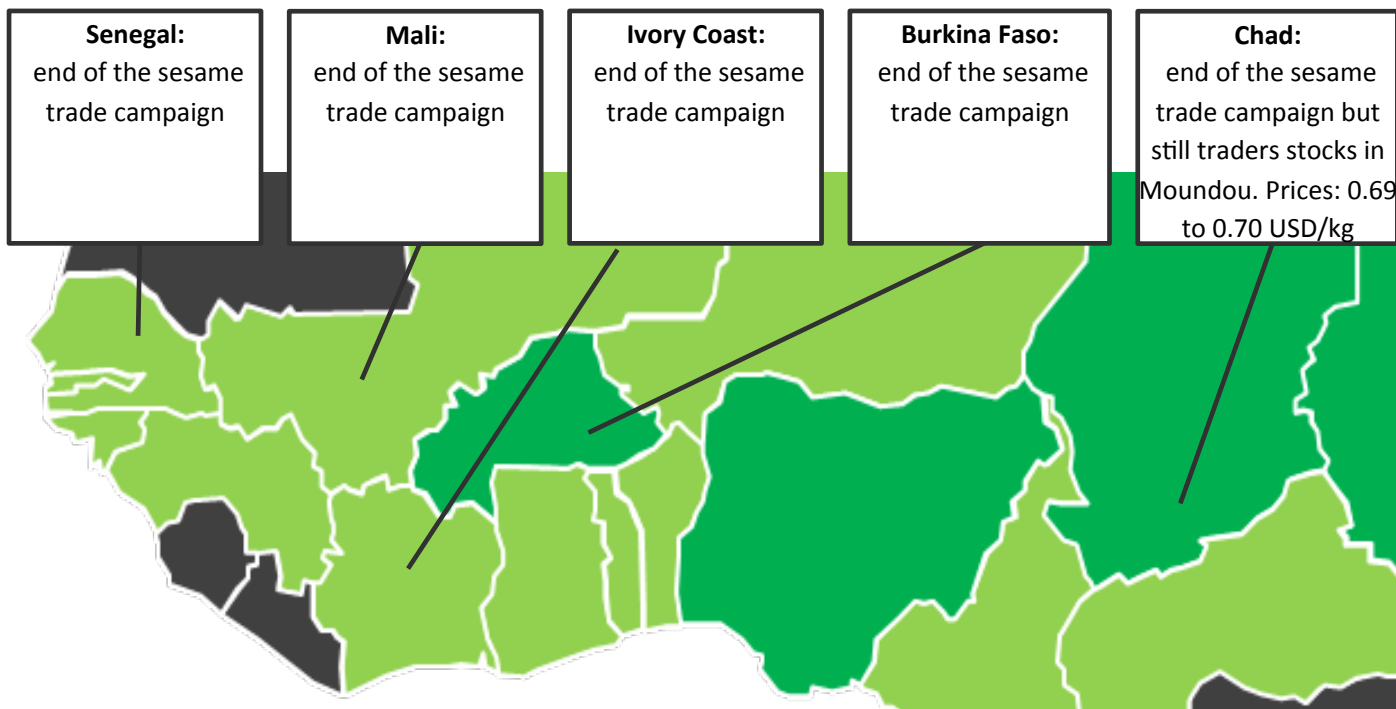 Senegal:
end of the sesame
trade campaign
Mali:
end of the sesame
trade campaign
Ivory Coast:
end of the sesame
trade campaign
Burkina Faso:
end of the sesame
trade campaign
Chad:
end of the sesame
trade campaign but
still traders stocks in
Moundou. Prices: 0.69
to 0.70 USD/kg